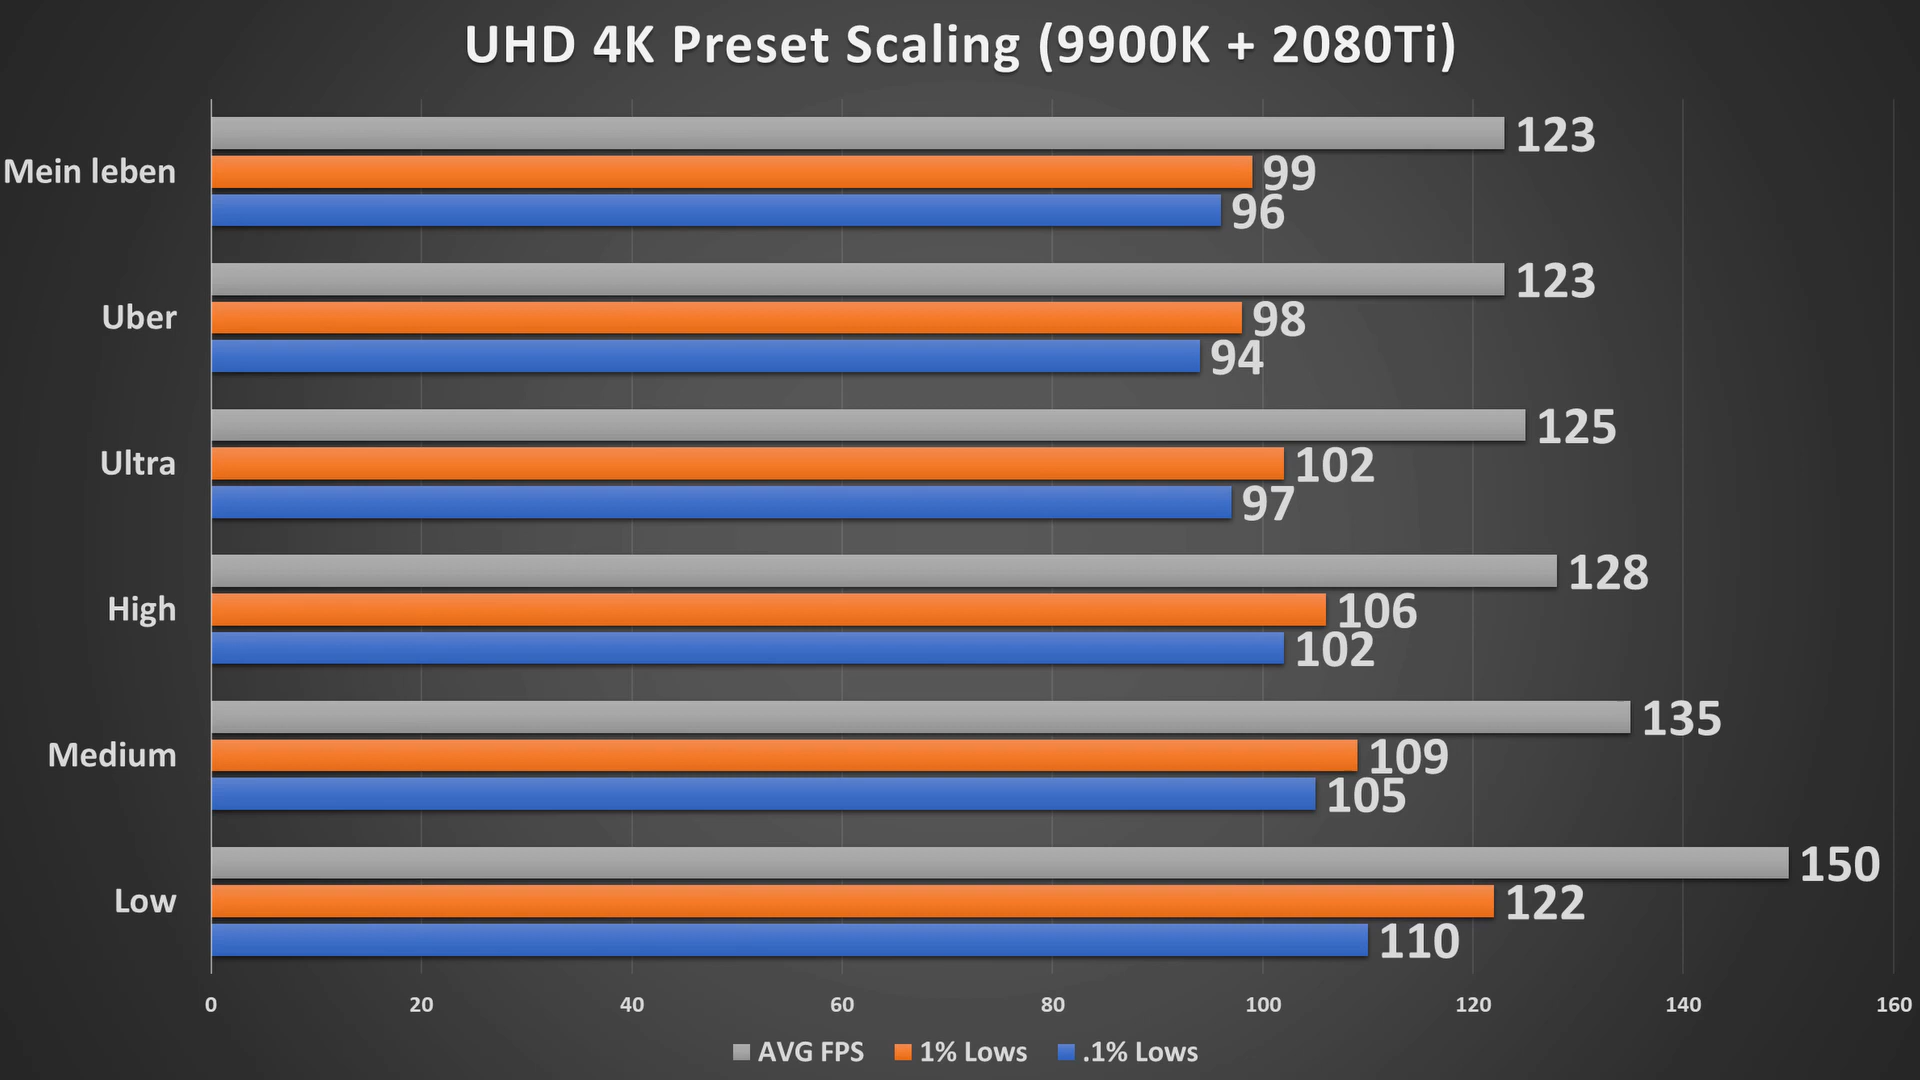 UHD 4K Preset Scaling (9900K + 2080Ti)
Mein leben
123
99
96
Uber
123
98
94
Ultra
125
102
97
High
128
106
102
Medium
135
109
105
Low
150
122
110
0 20 40 60 80 100 120 140 160
AVG FPS 1% Lows .1% Lows